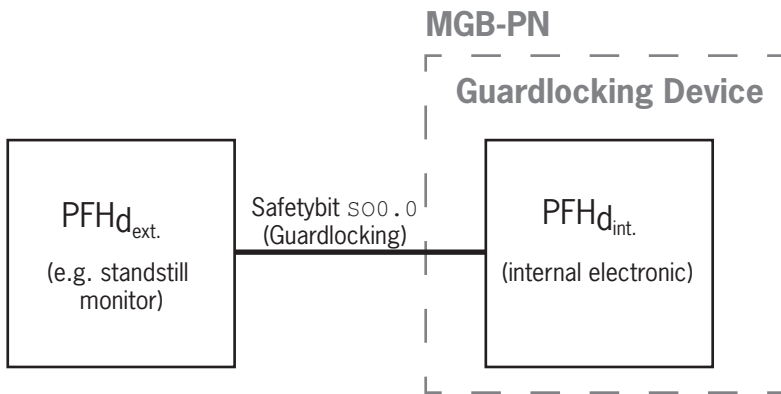 MGB-PN
Guardlocking Device
PFHdext.
(e.g. standstill
monitor)
Safetybit SO0.0
(Guardlocking)
PFHdint.
(internal electronic)